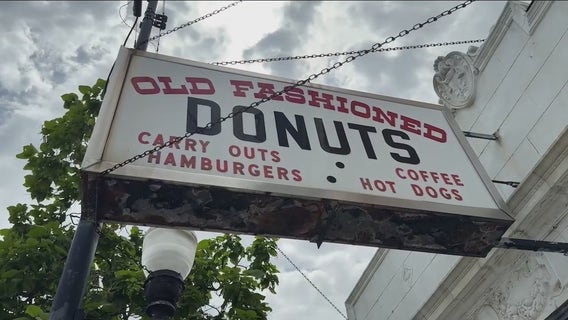 OLD FASHIONED
DONUTS
CARRY OUTS
HAMBURGERS
COFFEE
HOT DOGS